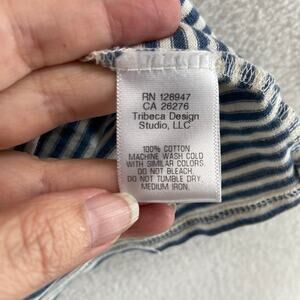 RN 128947
CA 26276
Tribeca Design
Studio, LLC
100% COTTON
MACHINE WASH COLD
WITH SIMILAR COLORS.
DO NOT BLEACH.
DO NOT TUMBLE DRY.
MEDIUM IRON.